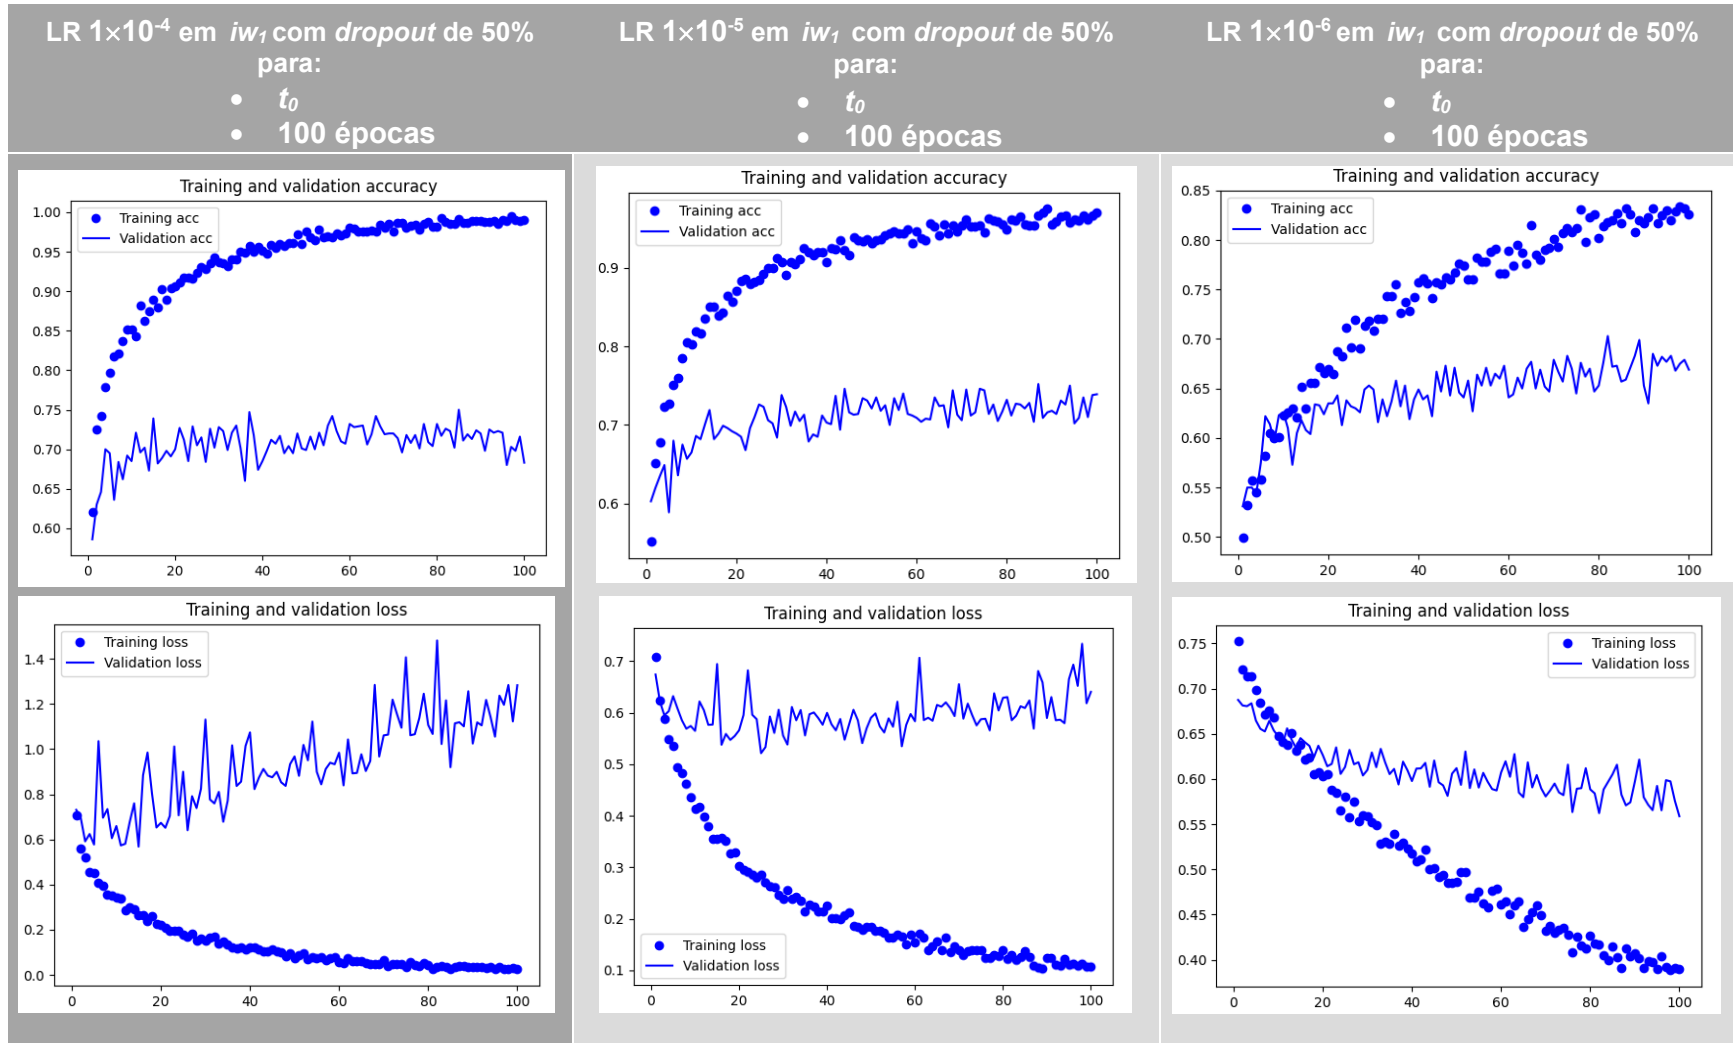 LR 1×10-4 em iw1 com dropout de 50%
para:
• t0
• 100 épocas
LR 1×10-5 em iw1 com dropout de 50%
para:
• t0
• 100 épocas
LR 1×10-6 em iw1 com dropout de 50%
para:
• t0
• 100 épocas
Training and validation accuracy
Training acc
Validation acc
1.00
0.95
0.90
0.85
0.80
0.75
0.70
0.65
0.60
0 20 40 60 80 100
Training and validation accuracy
Training acc
Validation acc
0.9
0.8
0.7
0.6
0 20 40 60 80 100
Training and validation accuracy
Training acc
Validation acc
0.85
0.80
0.75
0.70
0.65
0.60
0.55
0.50
0 20 40 60 80 100
Training and validation loss
Training loss
Validation loss
1.4
1.2
1.0
0.8
0.6
0.4
0.2
0.0
0 20 40 60 80 100
Training and validation loss
0.7
0.6
0.5
0.4
0.3
0.2
0.1
Training loss
Validation loss
0 20 40 60 80 100
Training and validation loss
Training loss
Validation loss
0.75
0.70
0.65
0.60
0.55
0.50
0.45
0.40
0 20 40 60 80 100